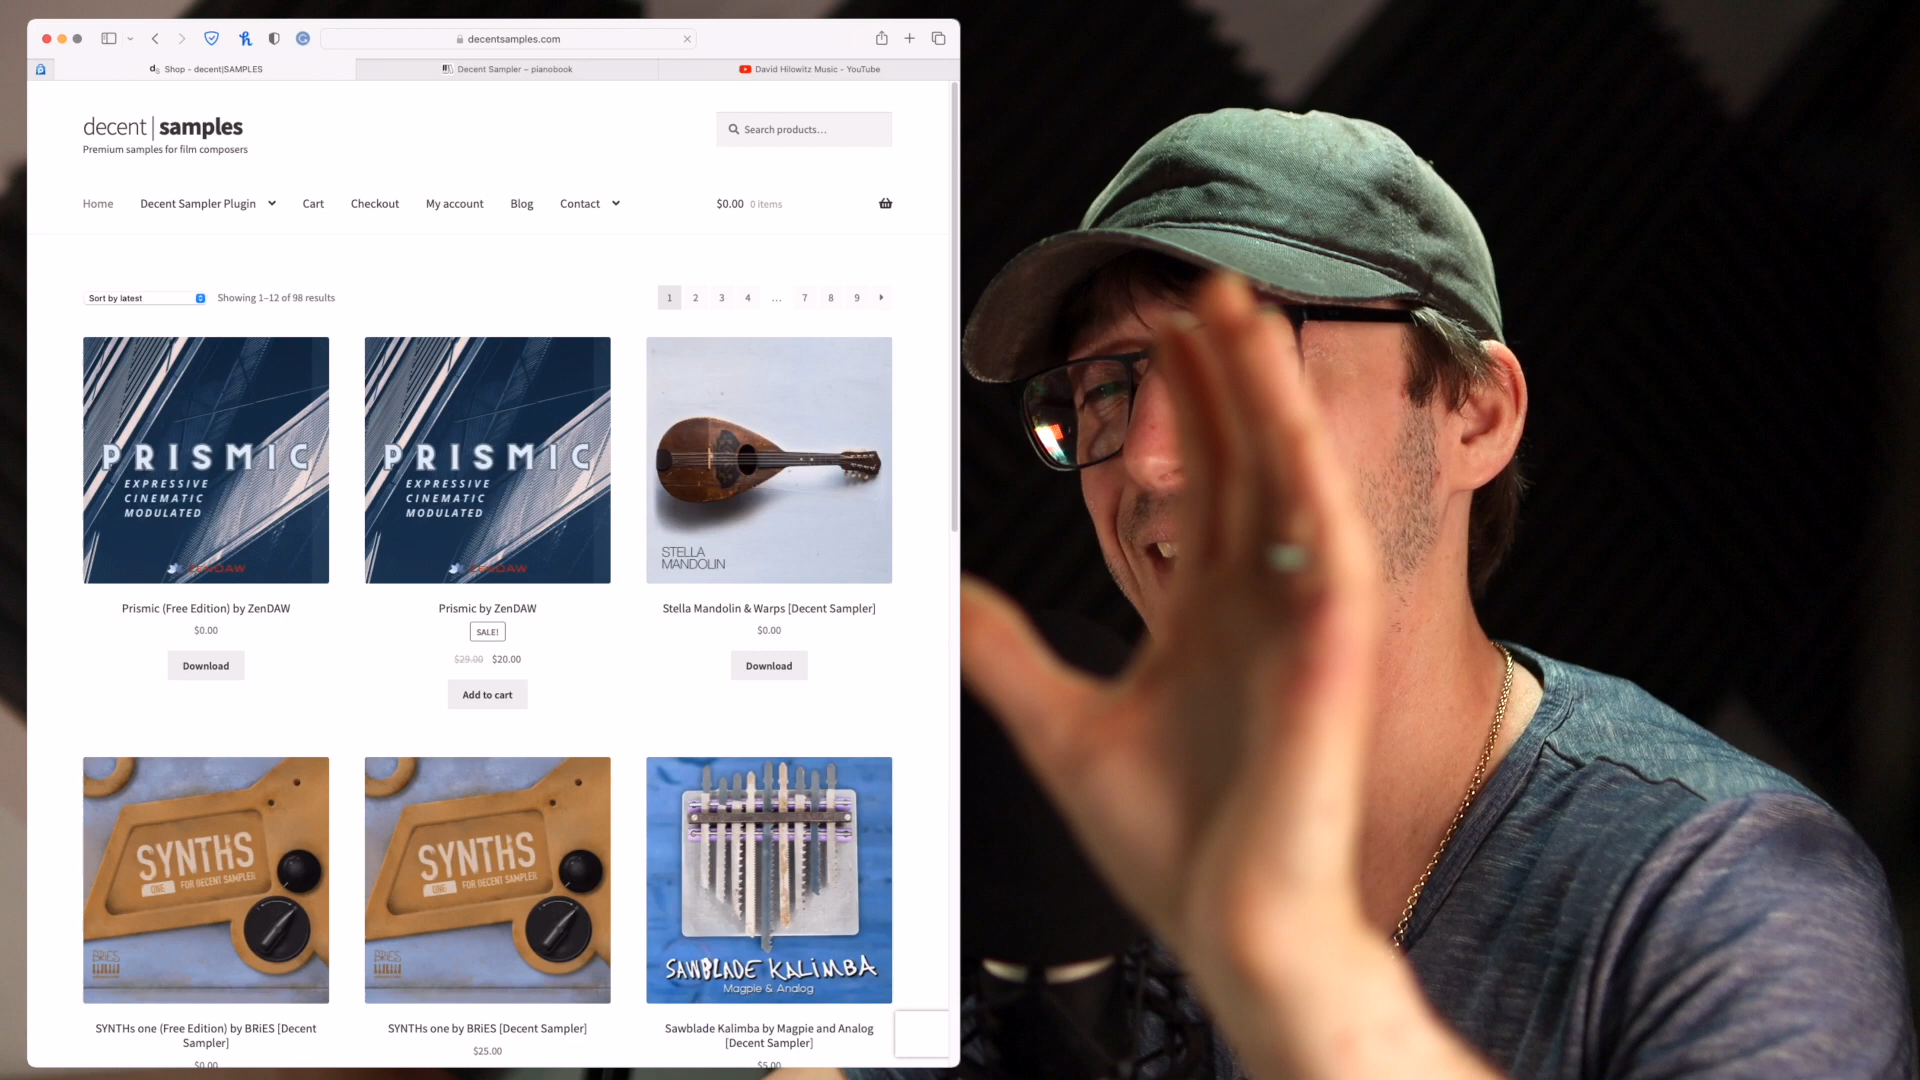 decentsamples.com
Shop – decent|SAMPLES
Decent Sampler – pianobook
David Hilowitz Music - YouTube
decent|samples
Premium samples for film composers
Search products…
Home
Decent Sampler Plugin
Cart
Checkout
My account
Blog
Contact
$0.00 0 items
Sort by latest
Showing 1–12 of 98 results
1 2 3 4 … 7 8 9
PRISMIC
EXPRESSIVE
CINEMATIC
MODULATED
ZENDAW
PRISMIC
EXPRESSIVE
CINEMATIC
MODULATED
ZENDAW
STELLA
MANDOLIN
Prismic (Free Edition) by ZenDAW
$0.00
Download
Prismic by ZenDAW
SALE!
$29.00 $20.00
Add to cart
Stella Mandolin & Warps [Decent Sampler]
$0.00
Download
SYNTHS
ONE FOR DECENT SAMPLER
BRiES
SYNTHS
ONE FOR DECENT SAMPLER
BRiES
SAWBLADE KALIMBA
Magpie & Analog
SYNTHs one (Free Edition) by BRiES [Decent
Sampler]
$0.00
SYNTHs one by BRiES [Decent Sampler]
$25.00
Sawblade Kalimba by Magpie and Analog
[Decent Sampler]
$5.00